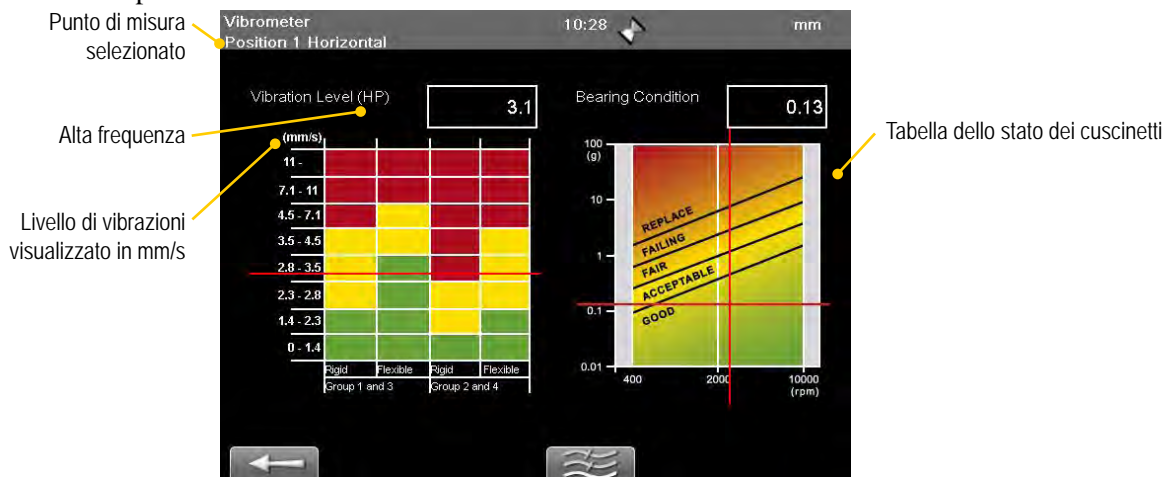 Punto di misura
selezionato
Alta frequenza
Livello di vibrazioni
visualizzato in mm/s
Vibrometer
Position 1 Horizontal
10:28
mm
Vibration Level (HP)
3.1
(mm/s)
11 -
7.1 - 11
4.5 - 7.1
3.5 - 4.5
2.8 - 3.5
2.3 - 2.8
1.4 - 2.3
0 - 1.4
Rigid Flexible Rigid Flexible
Group 1 and 3 Group 2 and 4
Bearing Condition
0.13
100
(g)
10
1
0.1
0.01
REPLACE
FAILING
FAIR
ACCEPTABLE
GOOD
400 2000 10000
(rpm)
Tabella dello stato dei cuscinetti